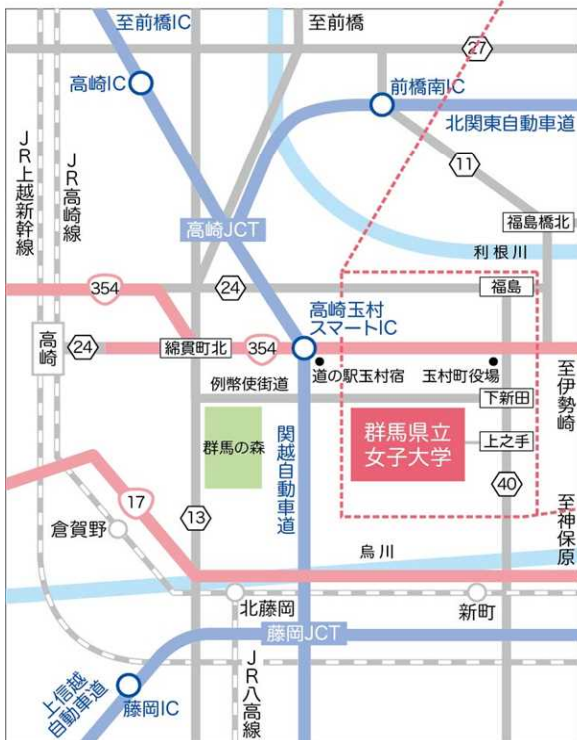 至前橋IC
至前橋
27
高崎IC
前橋南IC
北関東自動車道
JR上越新幹線
JR高崎線
11
高崎JCT
福島橋北
利根川
354
24
福島
高崎玉村
スマートIC
高崎
24
綿貫町北
354
道の駅玉村宿
玉村町役場
至伊勢崎
例幣使街道
下新田
群馬の森
関越自動車道
群馬県立
女子大学
上之手
17
13
40
至神保原
倉賀野
烏川
北藤岡
新町
藤岡JCT
上信越
自動車道
藤岡IC
JR八高線